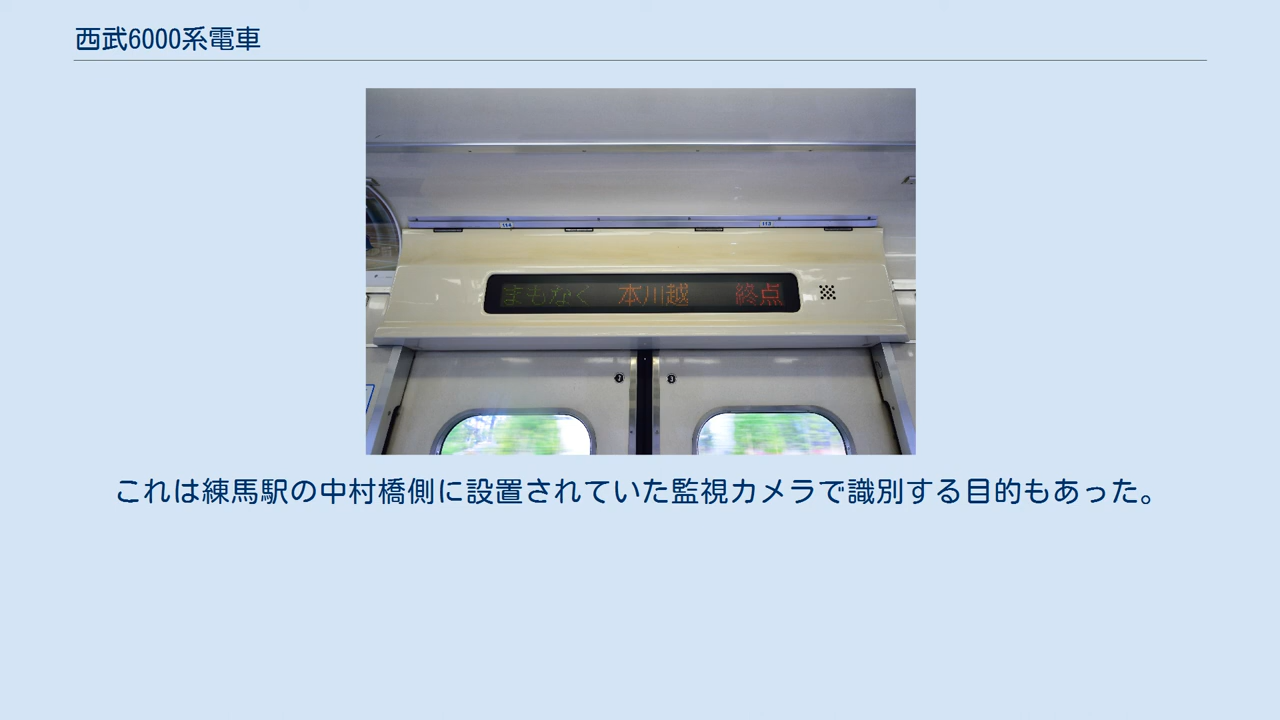 西武6000系電車
114
113
まもなく 本川越 終点
これは練馬駅の中村橋側に設置されていた監視カメラで識別する目的もあった。